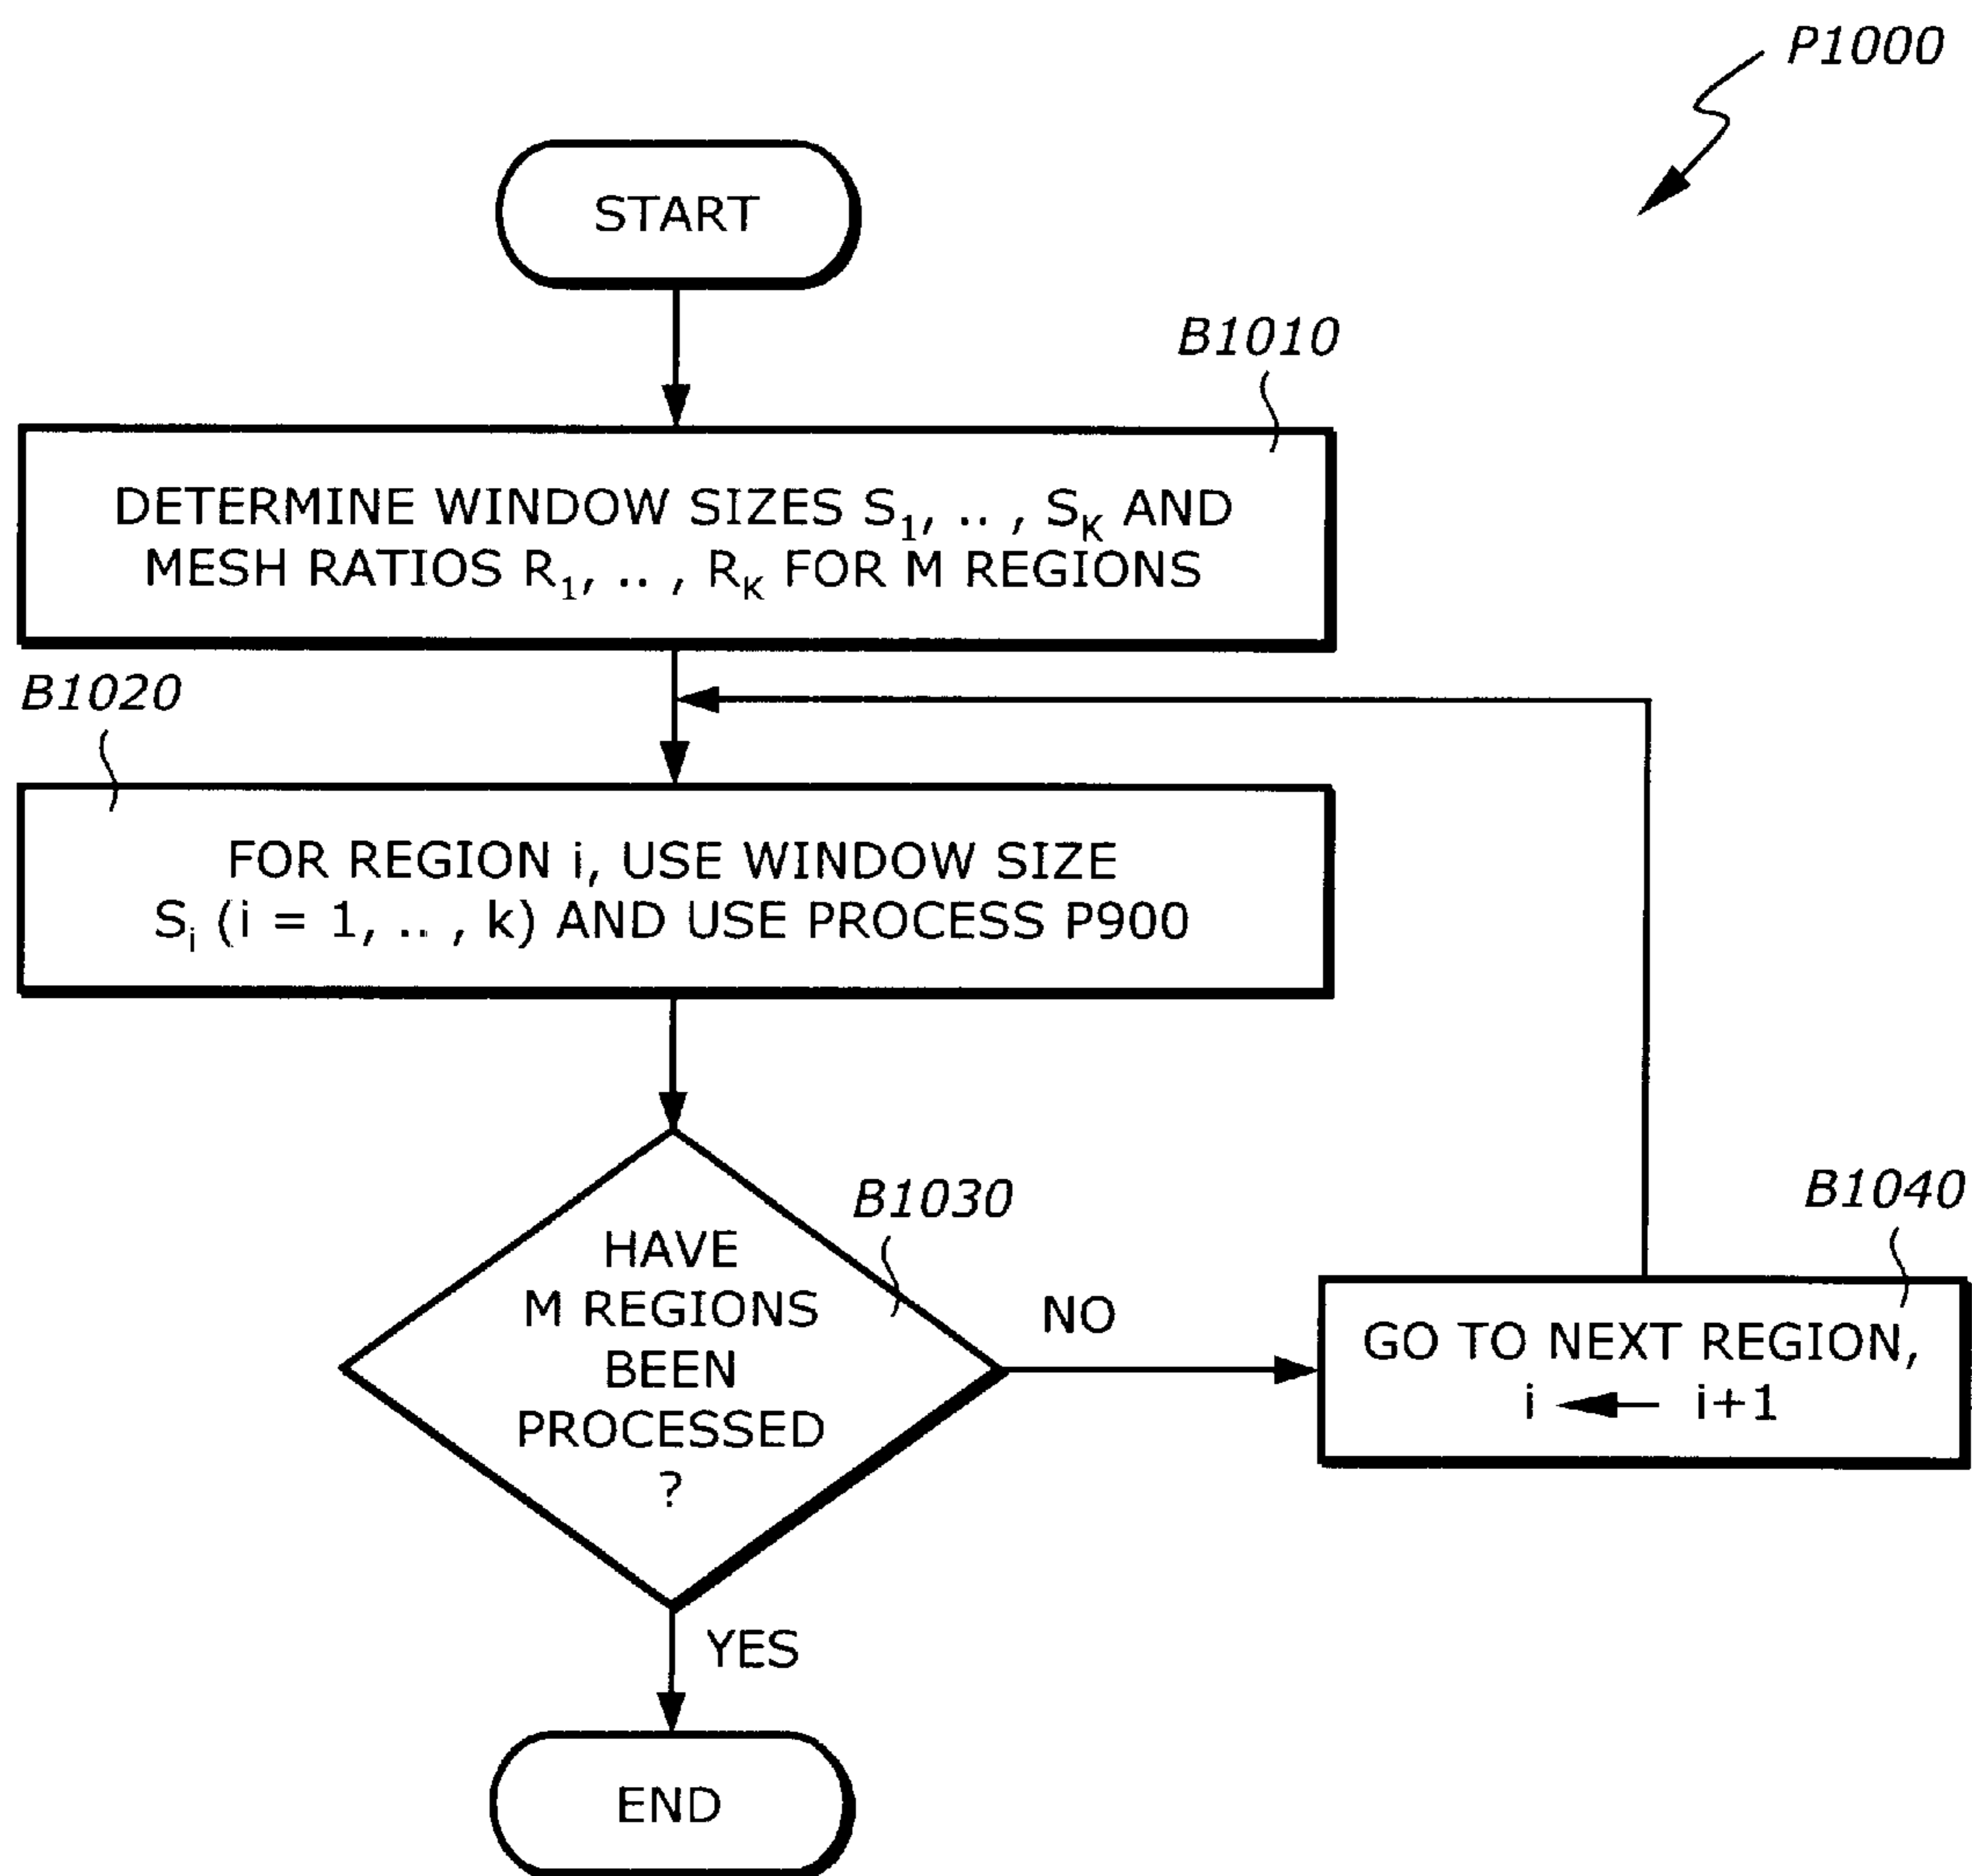 P1000
START
B1010
DETERMINE WINDOW SIZES S₁, .. , Sₖ AND
MESH RATIOS R₁, .. , Rₖ FOR M REGIONS
B1020
FOR REGION i, USE WINDOW SIZE
Sᵢ (i = 1, .. , k) AND USE PROCESS P900
B1030
HAVE
M REGIONS
BEEN
PROCESSED
?
NO
B1040
GO TO NEXT REGION,
i ← i+1
YES
END